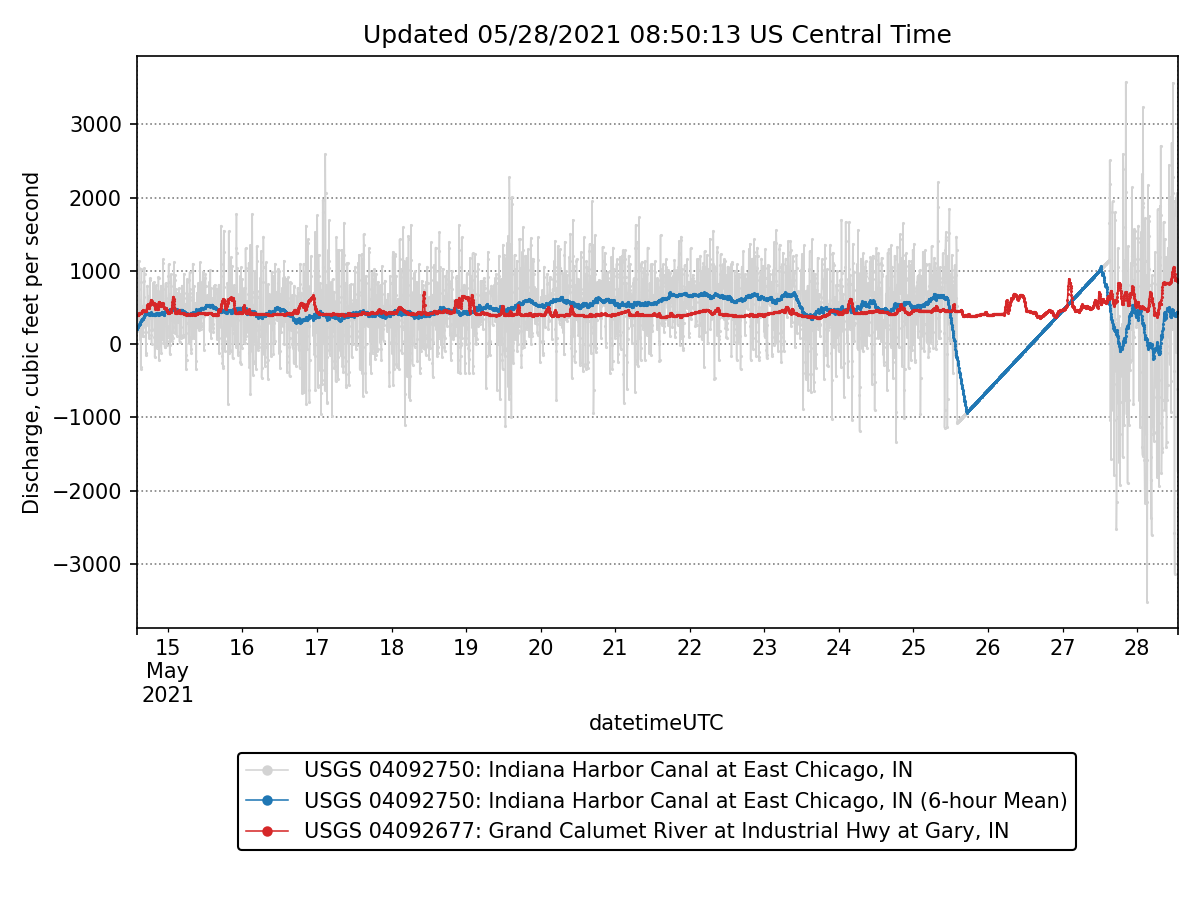 Updated 05/28/2021 08:50:13 US Central Time
Discharge, cubic feet per second
3000
2000
1000
0
−1000
−2000
−3000
15 16 17 18 19 20 21 22 23 24 25 26 27 28
May
2021
datetimeUTC
USGS 04092750: Indiana Harbor Canal at East Chicago, IN
USGS 04092750: Indiana Harbor Canal at East Chicago, IN (6-hour Mean)
USGS 04092677: Grand Calumet River at Industrial Hwy at Gary, IN